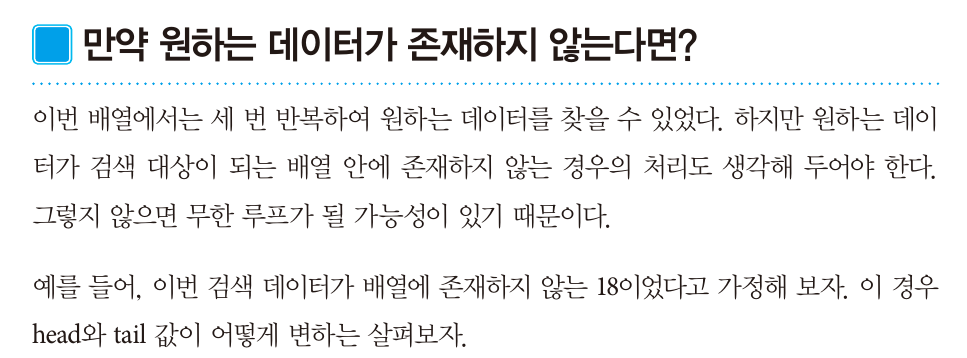 만약 원하는 데이터가 존재하지 않는다면?
이번 배열에서는 세 번 반복하여 원하는 데이터를 찾을 수 있었다. 하지만 원하는 데이
터가 검색 대상이 되는 배열 안에 존재하지 않는 경우의 처리도 생각해 두어야 한다.
그렇지 않으면 무한 루프가 될 가능성이 있기 때문이다.
예를 들어, 이번 검색 데이터가 배열에 존재하지 않는 18이었다고 가정해 보자. 이 경우
head와 tail 값이 어떻게 변하는 살펴보자.